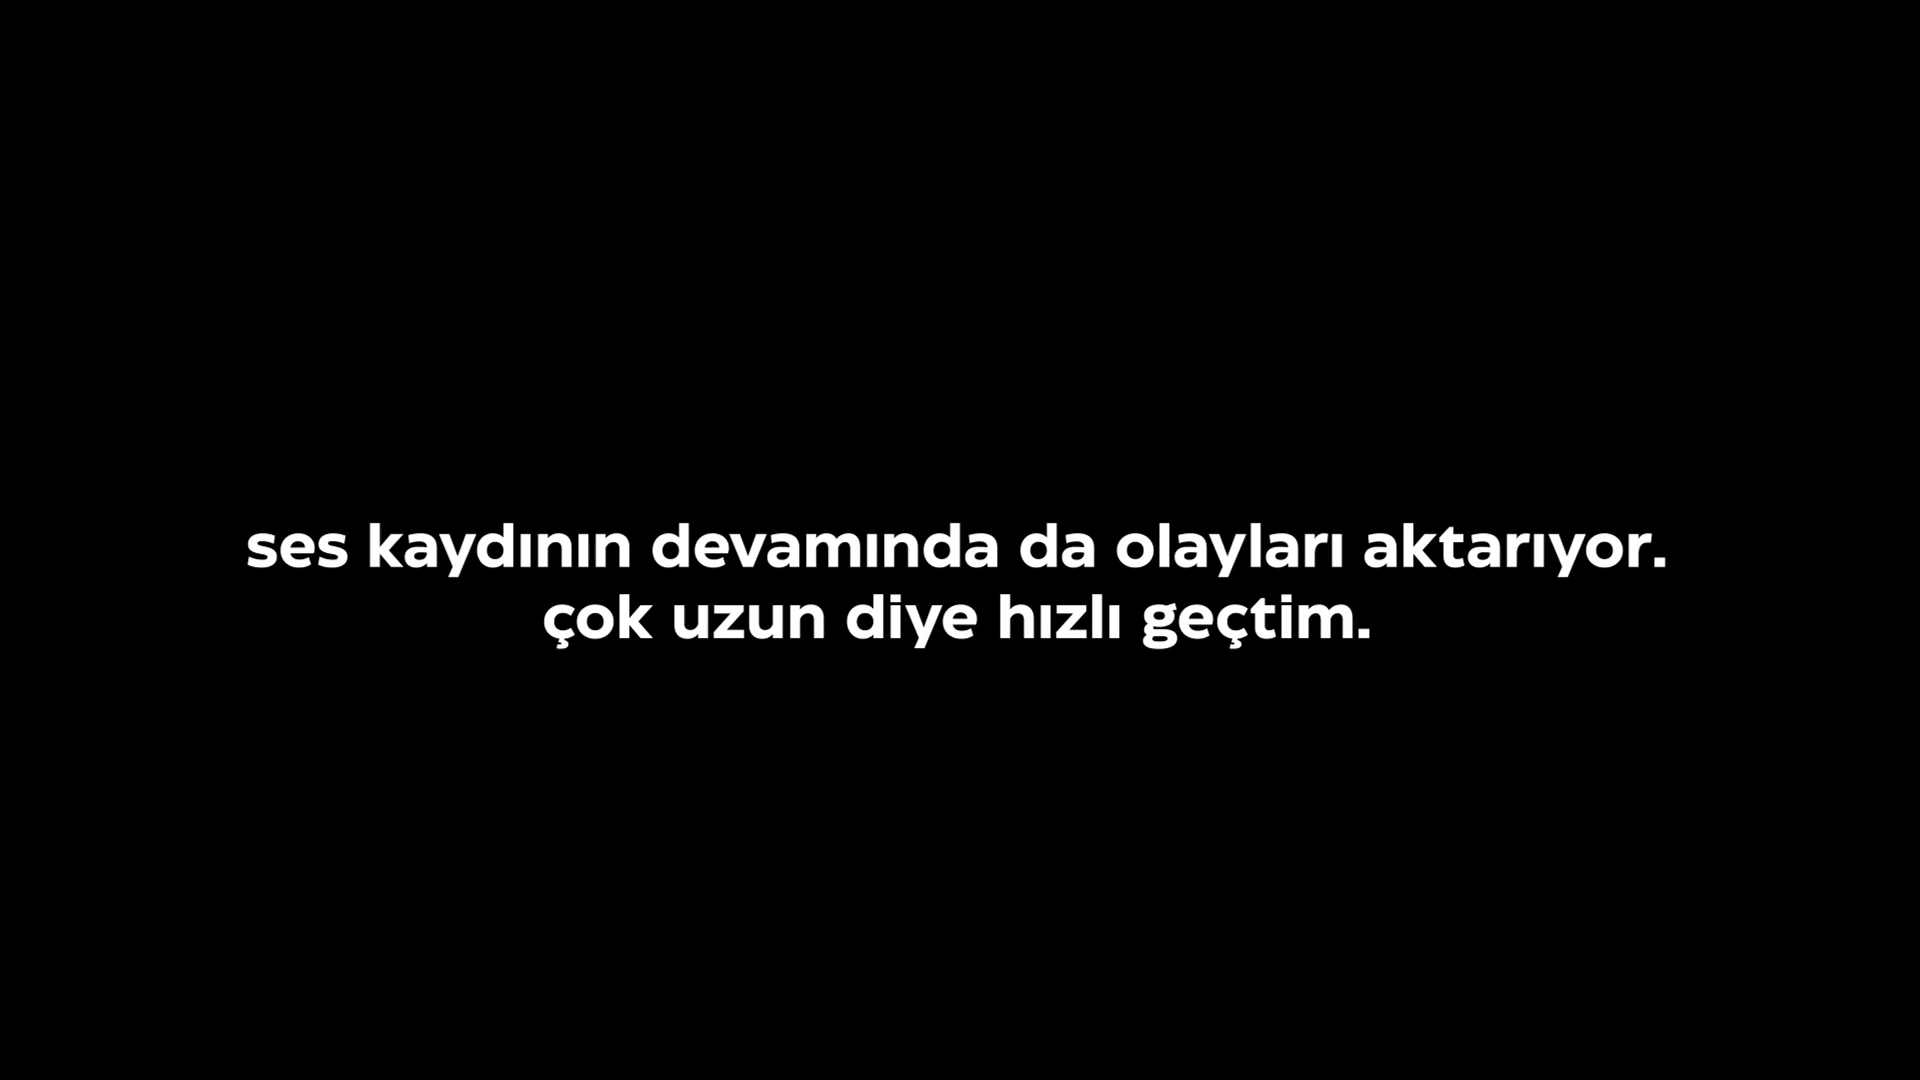 ses kaydının devamında da olayları aktarıyor.
çok uzun diye hızlı geçtim.